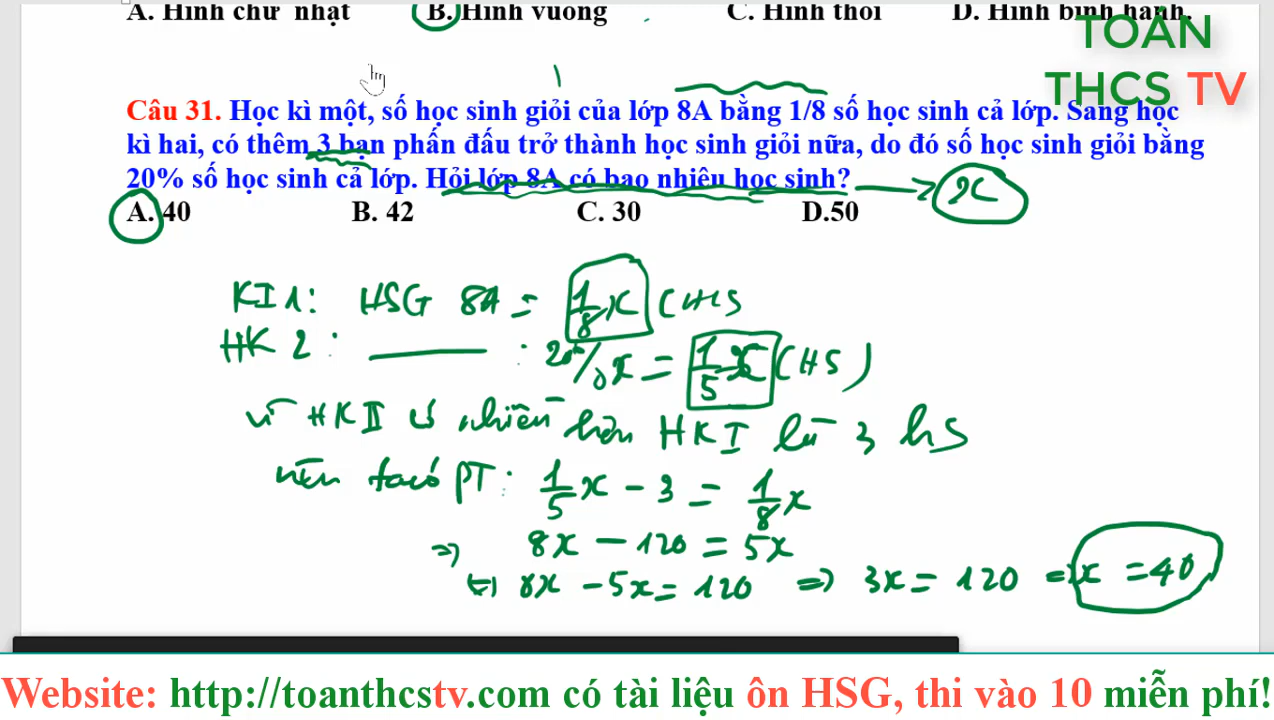 A. Hình chữ nhật B. Hình vuông C. Hình thoi D. Hình bình hành.
TOÁN
THCS TV
Câu 31. Học kì một, số học sinh giỏi của lớp 8A bằng 1/8 số học sinh cả lớp. Sang học
kì hai, có thêm 3 bạn phấn đấu trở thành học sinh giỏi nữa, do đó số học sinh giỏi bằng
20% số học sinh cả lớp. Hỏi lớp 8A có bao nhiêu học sinh? x
A. 40 B. 42 C. 30 D.50
KI 1: HSG 8A = 1/8 x (HS
HK 2: : 20% x = 1/5 x (HS)
vì HKII có nhiều hơn HKI là 3 hs
nên ta có PT: 1/5 x - 3 = 1/8 x
=> 8x - 120 = 5x
<=> 8x - 5x = 120 => 3x = 120 => x = 40
Website: http://toanthcstv.com có tài liệu ôn HSG, thi vào 10 miễn phí!